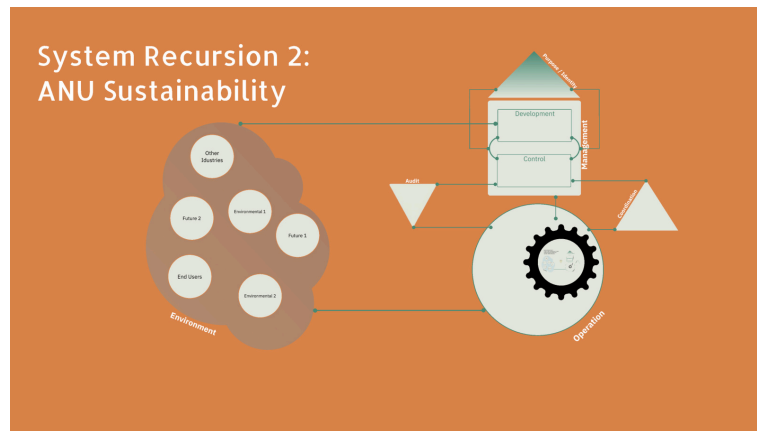 System Recursion 2:
ANU Sustainability
Purpose / Identity
Development
Management
Control
Audit
Coordination
Other
Idustries
Environmental 1
Future 2
Future 1
End Users
Environmental 2
Environment
Operation